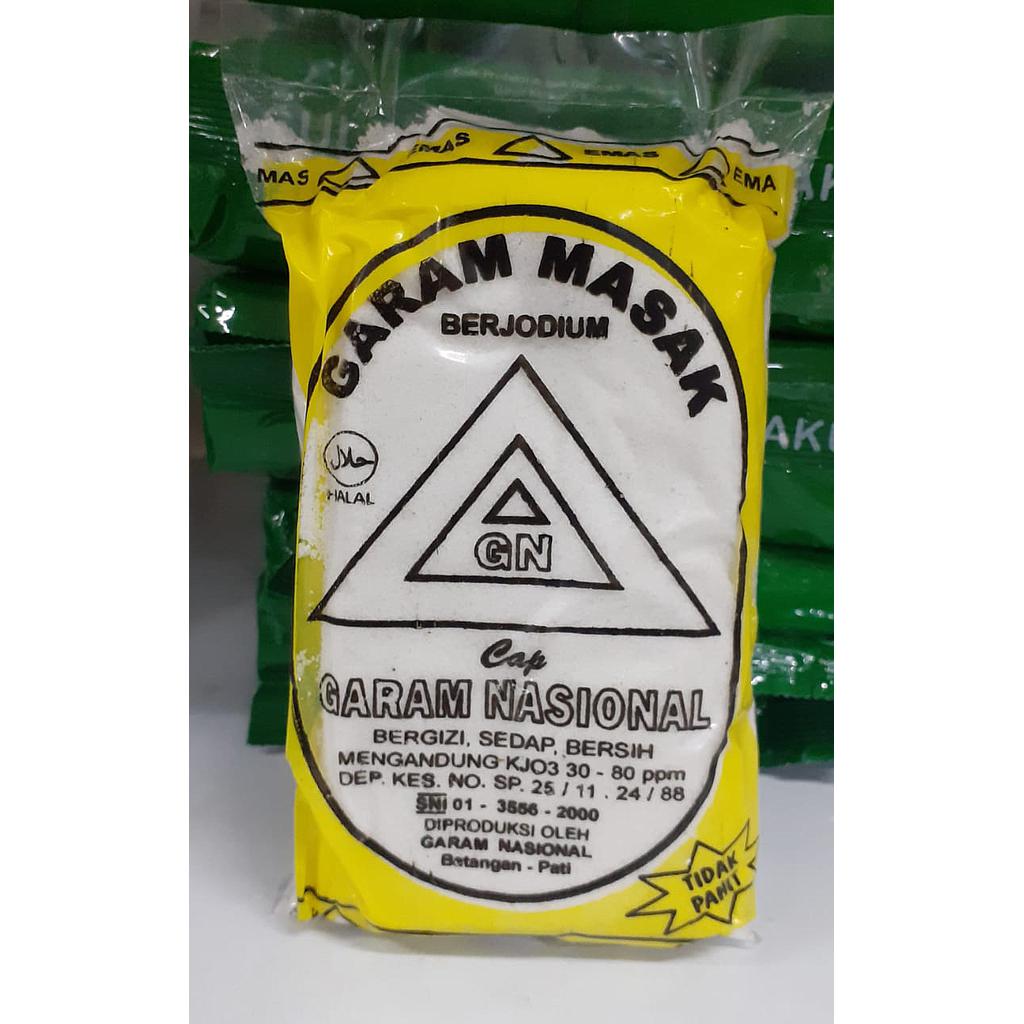 MAS EMAS EMAS EMA
GARAM MASAK
BERJODIUM
حلال
HALAL
GN
Cap
GARAM NASIONAL
BERGIZI, SEDAP, BERSIH
MENGANDUNG KJO3 30 - 80 ppm
DEP. KES. NO. SP. 25 / 11 . 24 / 88
SNI 01 - 3556 - 2000
DIPRODUKSI OLEH
GARAM NASIONAL
Batangan - Pati
TIDAK
PAHIT